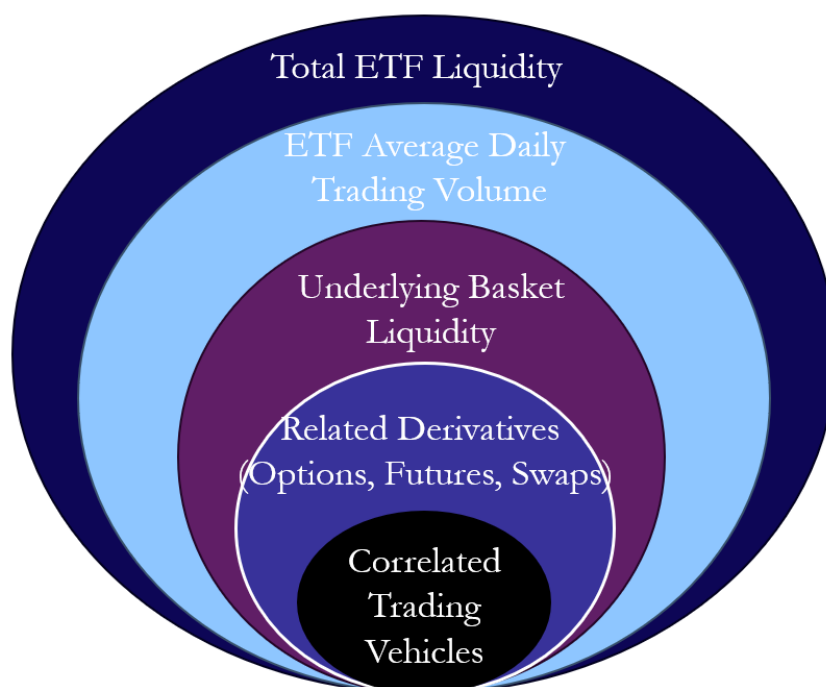 Total ETF Liquidity
ETF Average Daily
Trading Volume
Underlying Basket
Liquidity
Related Derivatives
(Options, Futures, Swaps)
Correlated
Trading
Vehicles